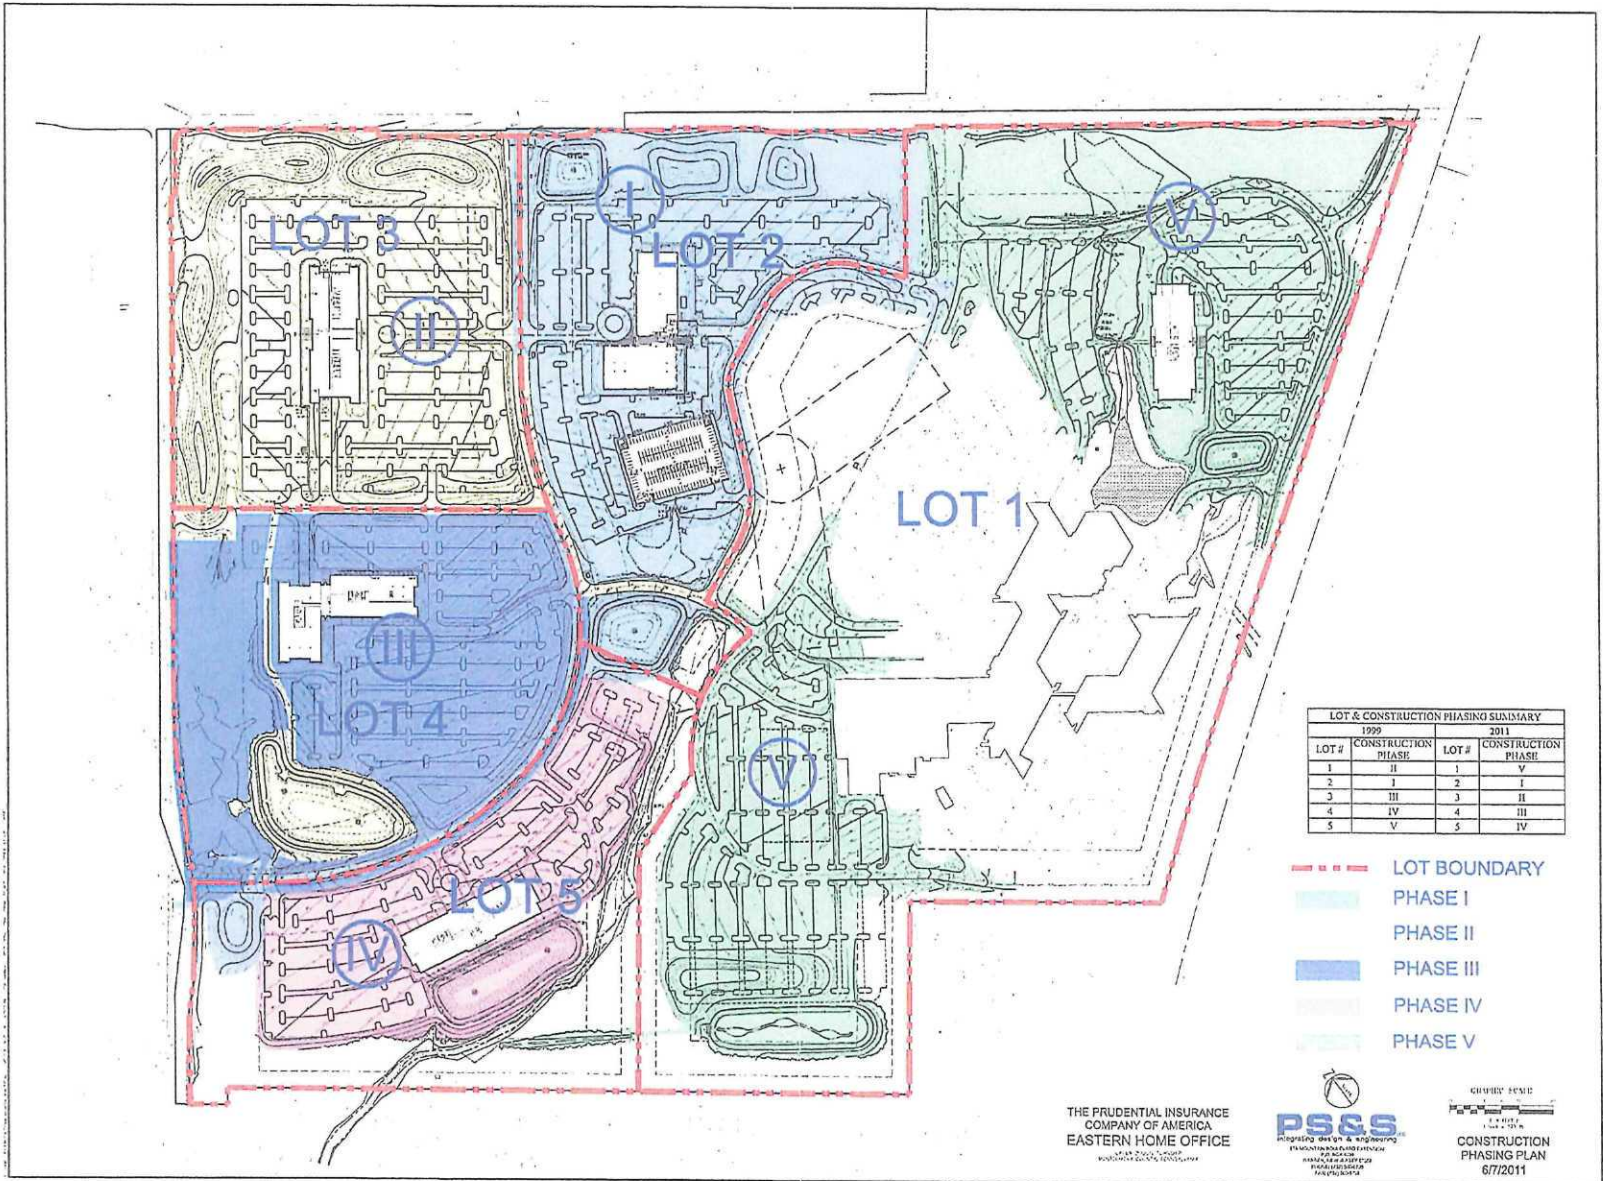 I
V
LOT 3
LOT 2
II
LOT 1
III
LOT 4
V
LOT 5
IV
LOT & CONSTRUCTION PHASING SUMMARY
1999 2011
LOT # CONSTRUCTION PHASE LOT # CONSTRUCTION PHASE
1 II 1 V
2 I 2 I
3 III 3 II
4 IV 4 III
5 V 5 IV
LOT BOUNDARY
PHASE I
PHASE II
PHASE III
PHASE IV
PHASE V
THE PRUDENTIAL INSURANCE
COMPANY OF AMERICA
EASTERN HOME OFFICE
PS&S
integrating design & engineering
GRAPHIC SCALE
CONSTRUCTION
PHASING PLAN
6/7/2011